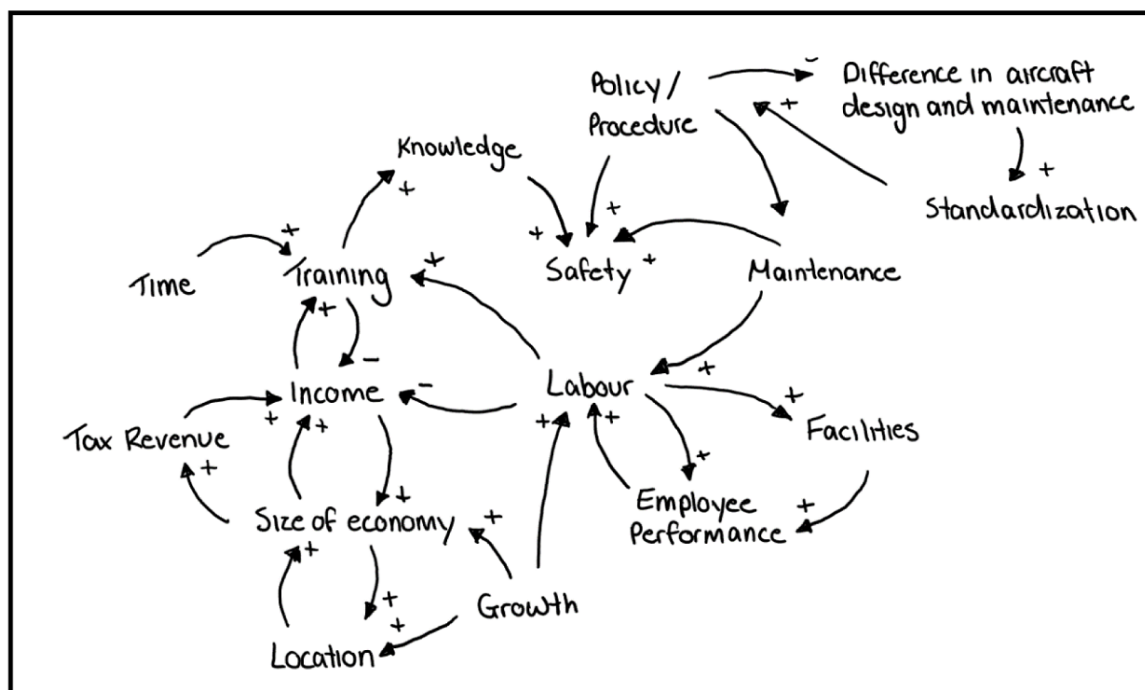 Policy/
Procedure
-
Difference in aircraft
design and maintenance
+
Knowledge
+
+
Standardization
+
+
Time
+
Training
+
+
Safety
+
Maintenance
+
-
Income
-
Labour
+
+
Tax Revenue
+
+
+
+
Facilities
+
+
+
Size of economy
+
Employee
Performance
+
+
+
+
Growth
Location